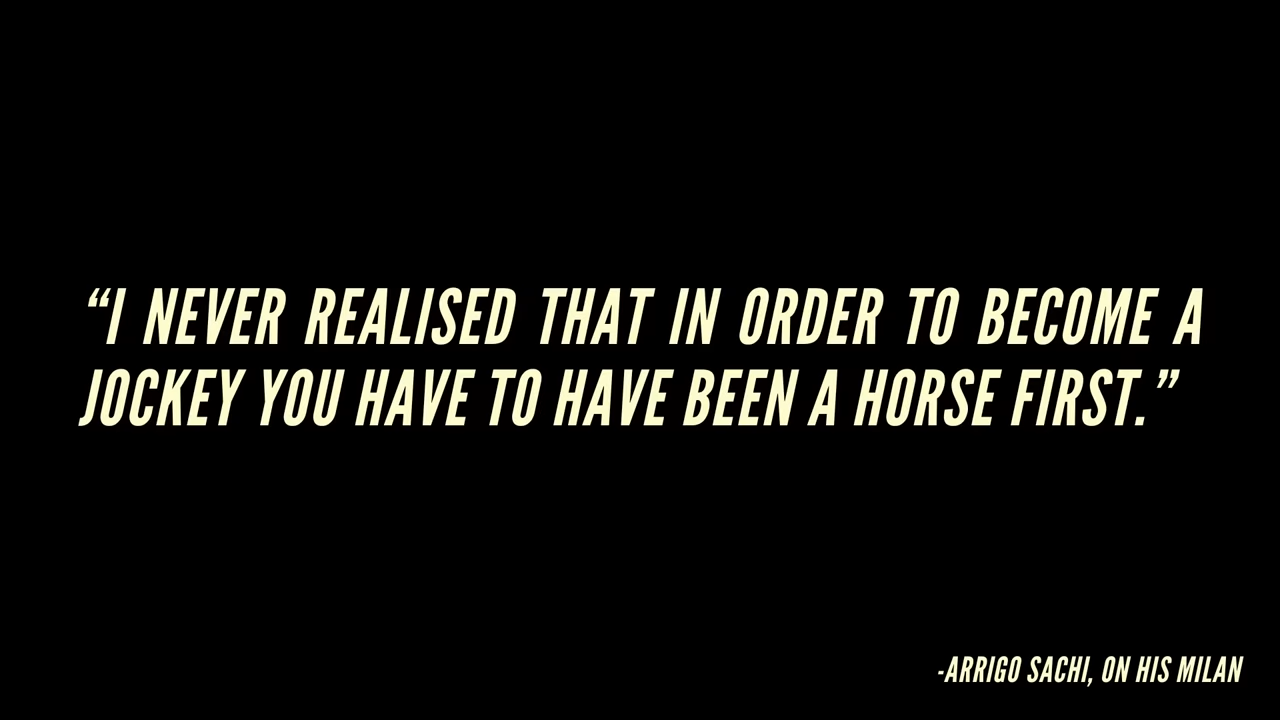 “I NEVER REALISED THAT IN ORDER TO BECOME A
JOCKEY YOU HAVE TO HAVE BEEN A HORSE FIRST.”
-ARRIGO SACHI, ON HIS MILAN